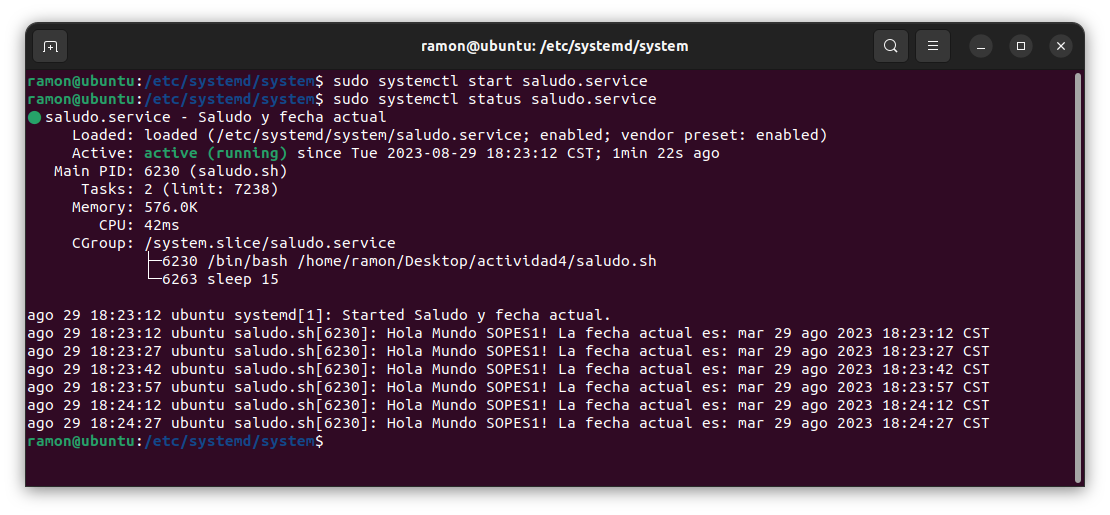 ramon@ubuntu: /etc/systemd/system
ramon@ubuntu:/etc/systemd/system$ sudo systemctl start saludo.service
ramon@ubuntu:/etc/systemd/system$ sudo systemctl status saludo.service
● saludo.service - Saludo y fecha actual
     Loaded: loaded (/etc/systemd/system/saludo.service; enabled; vendor preset: enabled)
     Active: active (running) since Tue 2023-08-29 18:23:12 CST; 1min 22s ago
   Main PID: 6230 (saludo.sh)
      Tasks: 2 (limit: 7238)
     Memory: 576.0K
        CPU: 42ms
     CGroup: /system.slice/saludo.service
             ├─6230 /bin/bash /home/ramon/Desktop/actividad4/saludo.sh
             └─6263 sleep 15
ago 29 18:23:12 ubuntu systemd[1]: Started Saludo y fecha actual.
ago 29 18:23:12 ubuntu saludo.sh[6230]: Hola Mundo SOPES1! La fecha actual es: mar 29 ago 2023 18:23:12 CST
ago 29 18:23:27 ubuntu saludo.sh[6230]: Hola Mundo SOPES1! La fecha actual es: mar 29 ago 2023 18:23:27 CST
ago 29 18:23:42 ubuntu saludo.sh[6230]: Hola Mundo SOPES1! La fecha actual es: mar 29 ago 2023 18:23:42 CST
ago 29 18:23:57 ubuntu saludo.sh[6230]: Hola Mundo SOPES1! La fecha actual es: mar 29 ago 2023 18:23:57 CST
ago 29 18:24:12 ubuntu saludo.sh[6230]: Hola Mundo SOPES1! La fecha actual es: mar 29 ago 2023 18:24:12 CST
ago 29 18:24:27 ubuntu saludo.sh[6230]: Hola Mundo SOPES1! La fecha actual es: mar 29 ago 2023 18:24:27 CST
ramon@ubuntu:/etc/systemd/system$